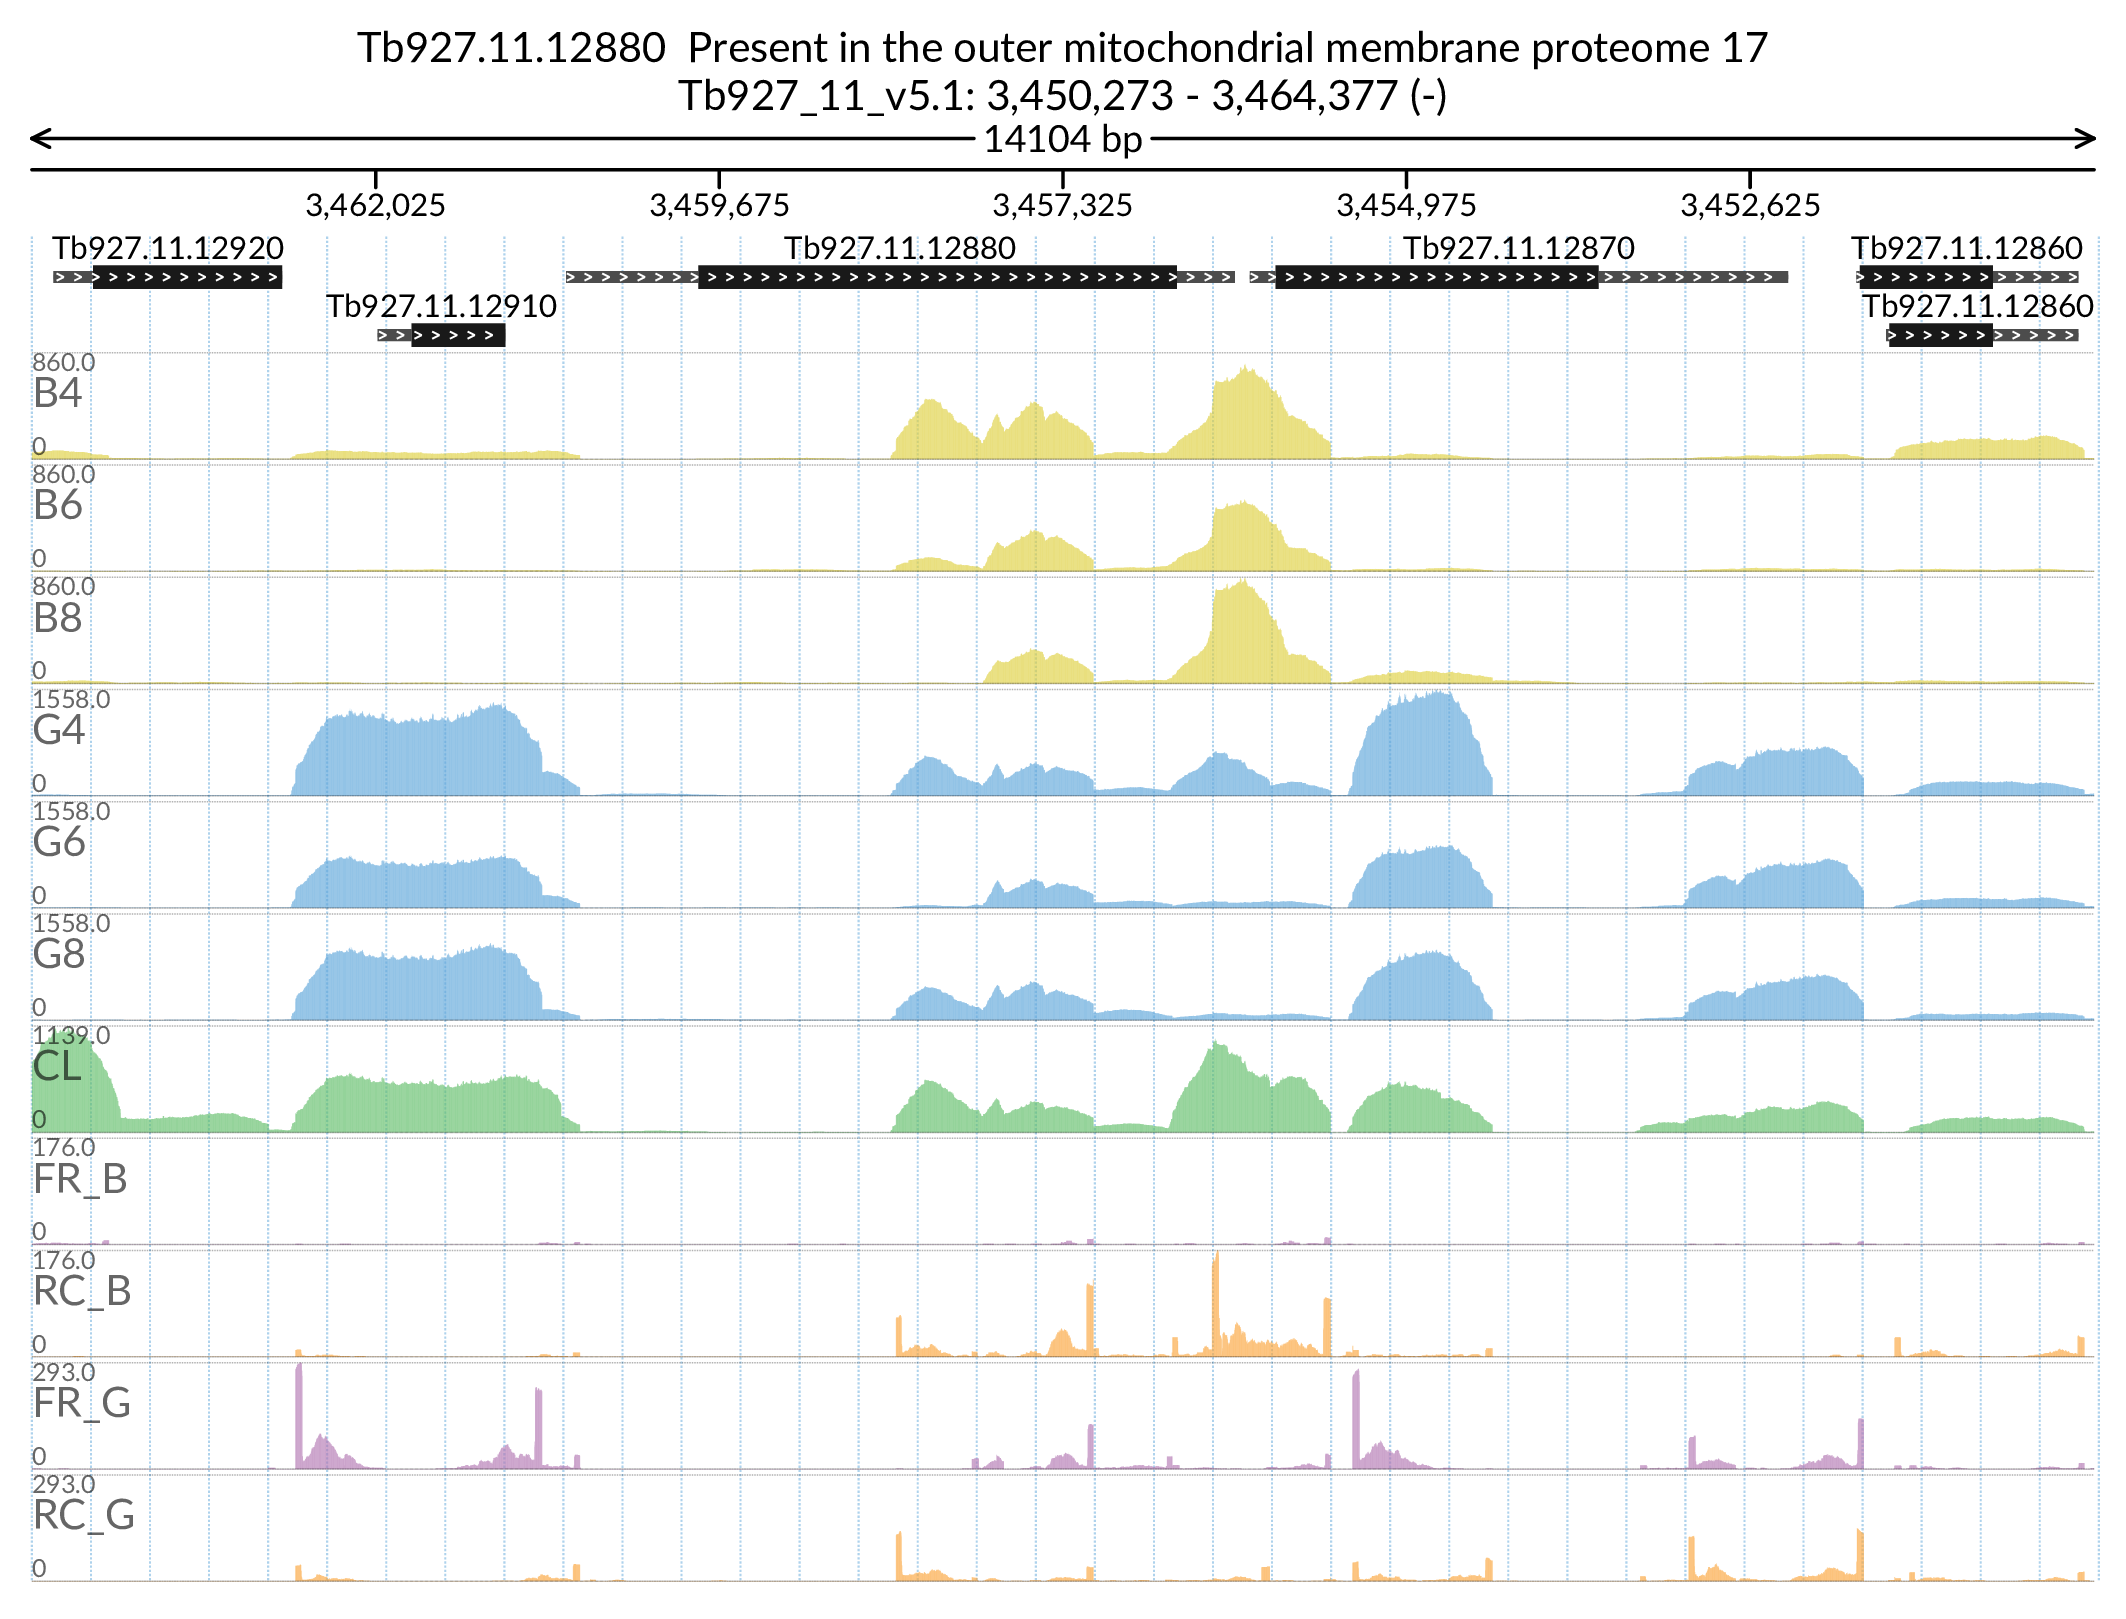 Tb927.11.12880  Present in the outer mitochondrial membrane proteome 17
Tb927_11_v5.1: 3,450,273 - 3,464,377 (-)
14104 bp
3,462,025 3,459,675 3,457,325 3,454,975 3,452,625
Tb927.11.12920 Tb927.11.12880 Tb927.11.12870 Tb927.11.12860
Tb927.11.12910 Tb927.11.12860
860.0
B4
0
860.0
B6
0
860.0
B8
0
1558.0
G4
0
1558.0
G6
0
1558.0
G8
0
1139.0
CL
0
176.0
FR_B
0
176.0
RC_B
0
293.0
FR_G
0
293.0
RC_G
0